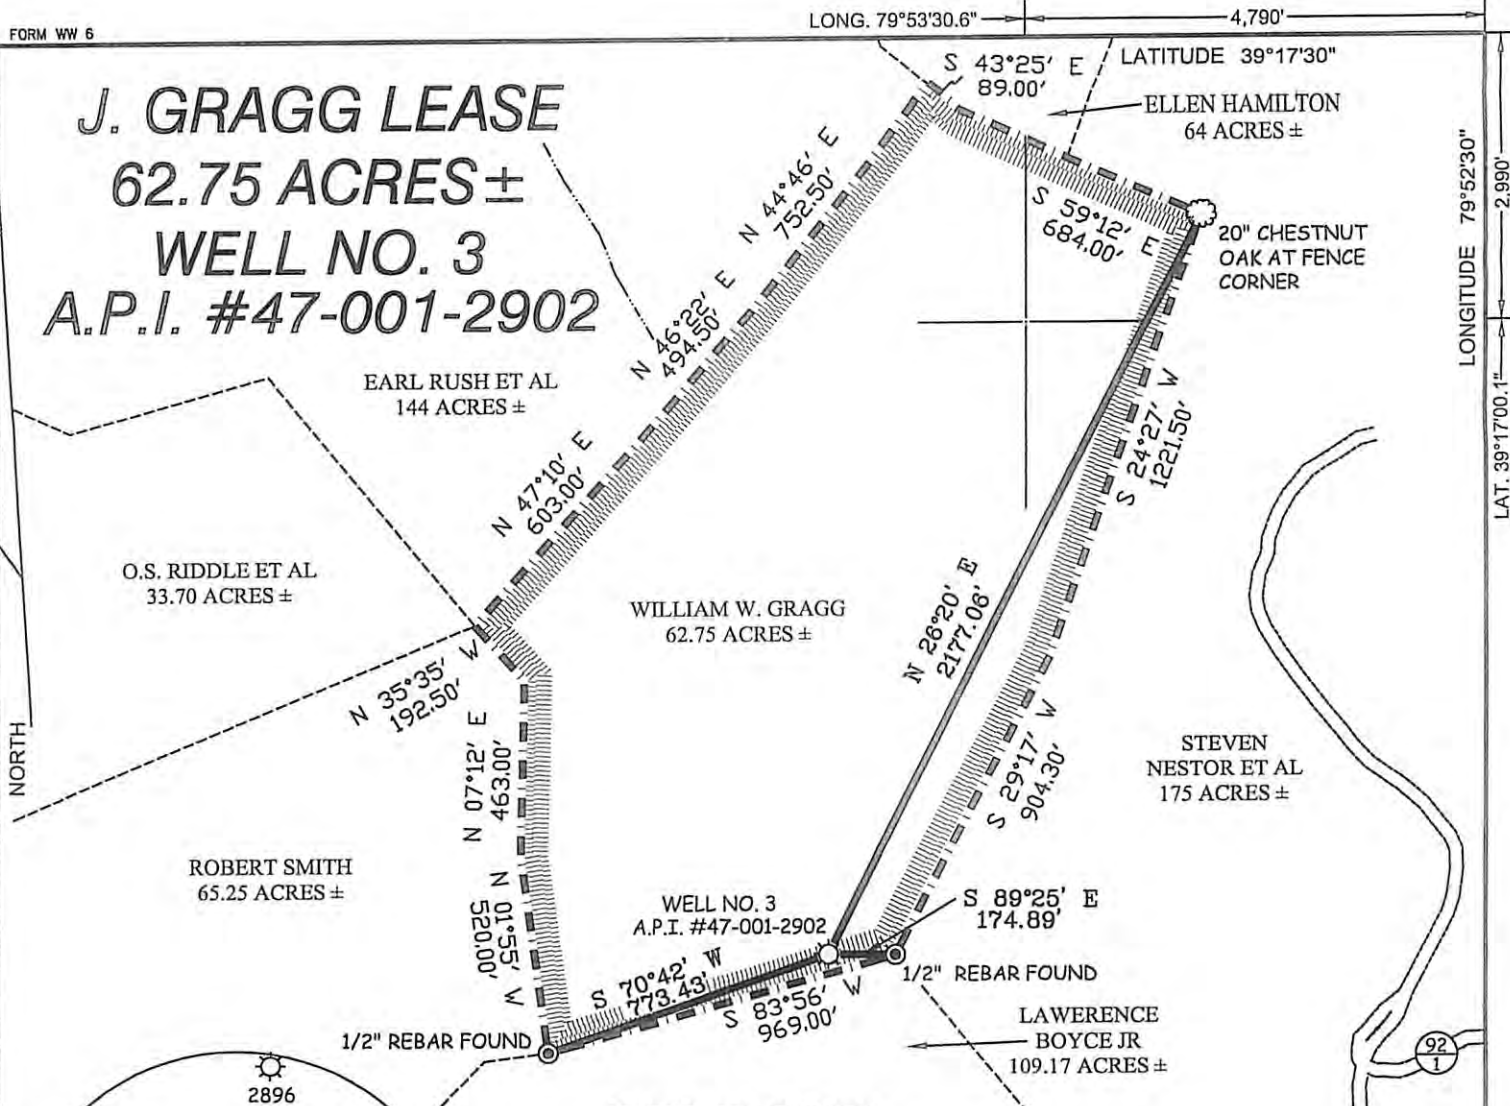 FORM WW 6
LONG. 79°53'30.6"
4,790'
LATITUDE 39°17'30"
J. GRAGG LEASE
62.75 ACRES±
WELL NO. 3
A.P.I. #47-001-2902
S 43°25' E
89.00'
ELLEN HAMILTON
64 ACRES ±
LONGITUDE 79°52'30"
2,990'
LAT. 39°17'00.1"
N 44°46' E
752.50'
S 59°12' E
684.00'
20" CHESTNUT
OAK AT FENCE
CORNER
N 46°22' E
494.50'
EARL RUSH ET AL
144 ACRES ±
S 24°27' W
1221.50'
N 47°10' E
603.00'
O.S. RIDDLE ET AL
33.70 ACRES ±
WILLIAM W. GRAGG
62.75 ACRES ±
N 26°20' E
2177.06'
N 35°35' W
192.50'
NORTH
N 07°12' E
463.00'
S 29°17' W
904.30'
STEVEN
NESTOR ET AL
175 ACRES ±
ROBERT SMITH
65.25 ACRES ±
N 01°55' W
520.00'
WELL NO. 3
A.P.I. #47-001-2902
S 89°25' E
174.89'
S 70°42' W
773.43'
S 83°56' W
969.00'
1/2" REBAR FOUND
1/2" REBAR FOUND
LAWERENCE
BOYCE JR
109.17 ACRES ±
92
1
2896